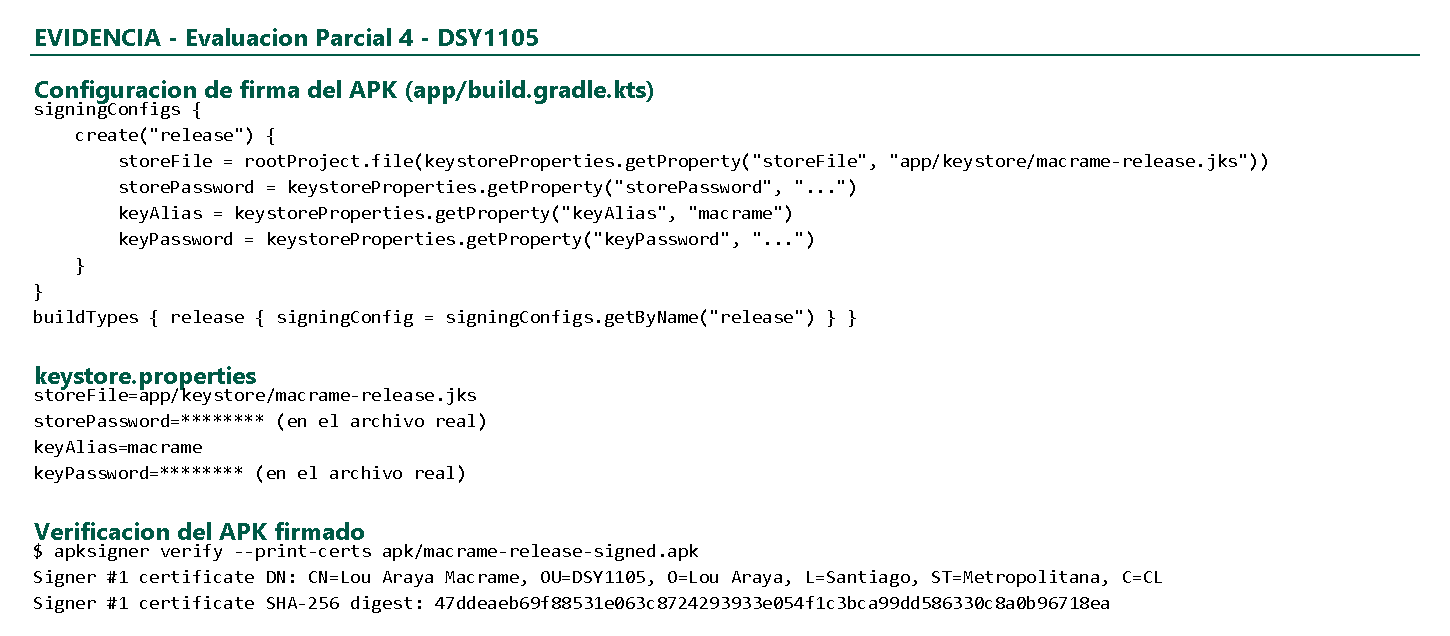 EVIDENCIA - Evaluacion Parcial 4 - DSY1105
Configuracion de firma del APK (app/build.gradle.kts)
signingConfigs {
    create("release") {
        storeFile = rootProject.file(keystoreProperties.getProperty("storeFile", "app/keystore/macrame-release.jks"))
        storePassword = keystoreProperties.getProperty("storePassword", "...")
        keyAlias = keystoreProperties.getProperty("keyAlias", "macrame")
        keyPassword = keystoreProperties.getProperty("keyPassword", "...")
    }
}
buildTypes { release { signingConfig = signingConfigs.getByName("release") } }
keystore.properties
storeFile=app/keystore/macrame-release.jks
storePassword=******** (en el archivo real)
keyAlias=macrame
keyPassword=******** (en el archivo real)
Verificacion del APK firmado
$ apksigner verify --print-certs apk/macrame-release-signed.apk
Signer #1 certificate DN: CN=Lou Araya Macrame, OU=DSY1105, O=Lou Araya, L=Santiago, ST=Metropolitana, C=CL
Signer #1 certificate SHA-256 digest: 47ddeaeb69f88531e063c8724293933e054f1c3bca99dd586330c8a0b96718ea